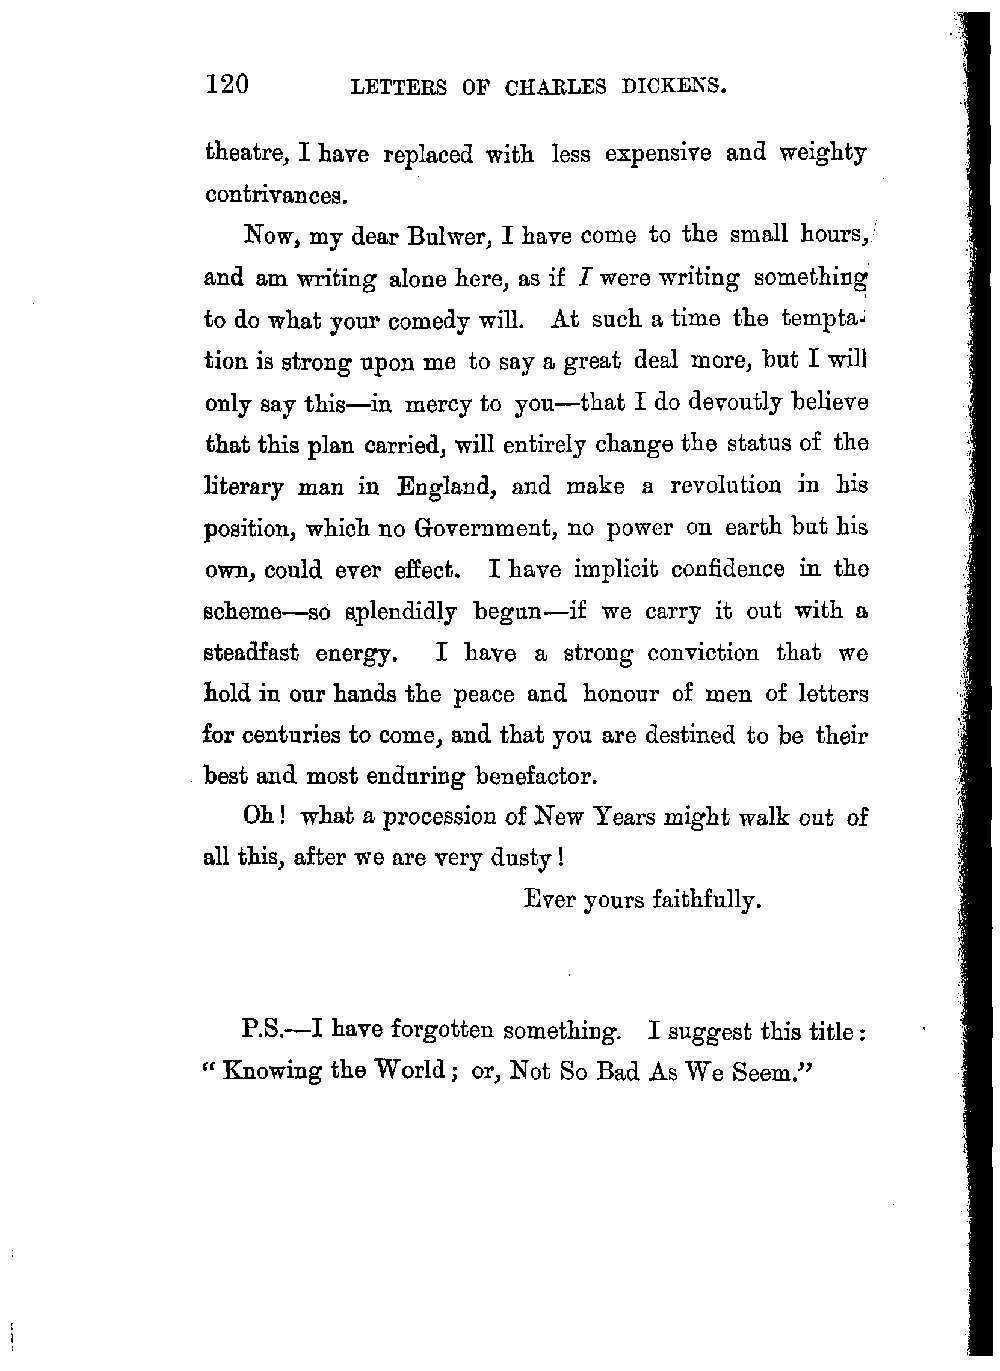 120 LETTERS OF CHARLES DICKENS.
theatre, I have replaced with less expensive and weighty
contrivances.
Now, my dear Bulwer, I have come to the small hours,
and am writing alone here, as if I were writing something
to do what your comedy will. At such a time the tempta-
tion is strong upon me to say a great deal more, but I will
only say this—in mercy to you—that I do devoutly believe
that this plan carried, will entirely change the status of the
literary man in England, and make a revolution in his
position, which no Government, no power on earth but his
own, could ever effect. I have implicit confidence in the
scheme—so splendidly begun—if we carry it out with a
steadfast energy. I have a strong conviction that we
hold in our hands the peace and honour of men of letters
for centuries to come, and that you are destined to be their
best and most enduring benefactor.
Oh! what a procession of New Years might walk out of
all this, after we are very dusty!
Ever yours faithfully.
P.S.—I have forgotten something. I suggest this title:
“Knowing the World; or, Not So Bad As We Seem.”